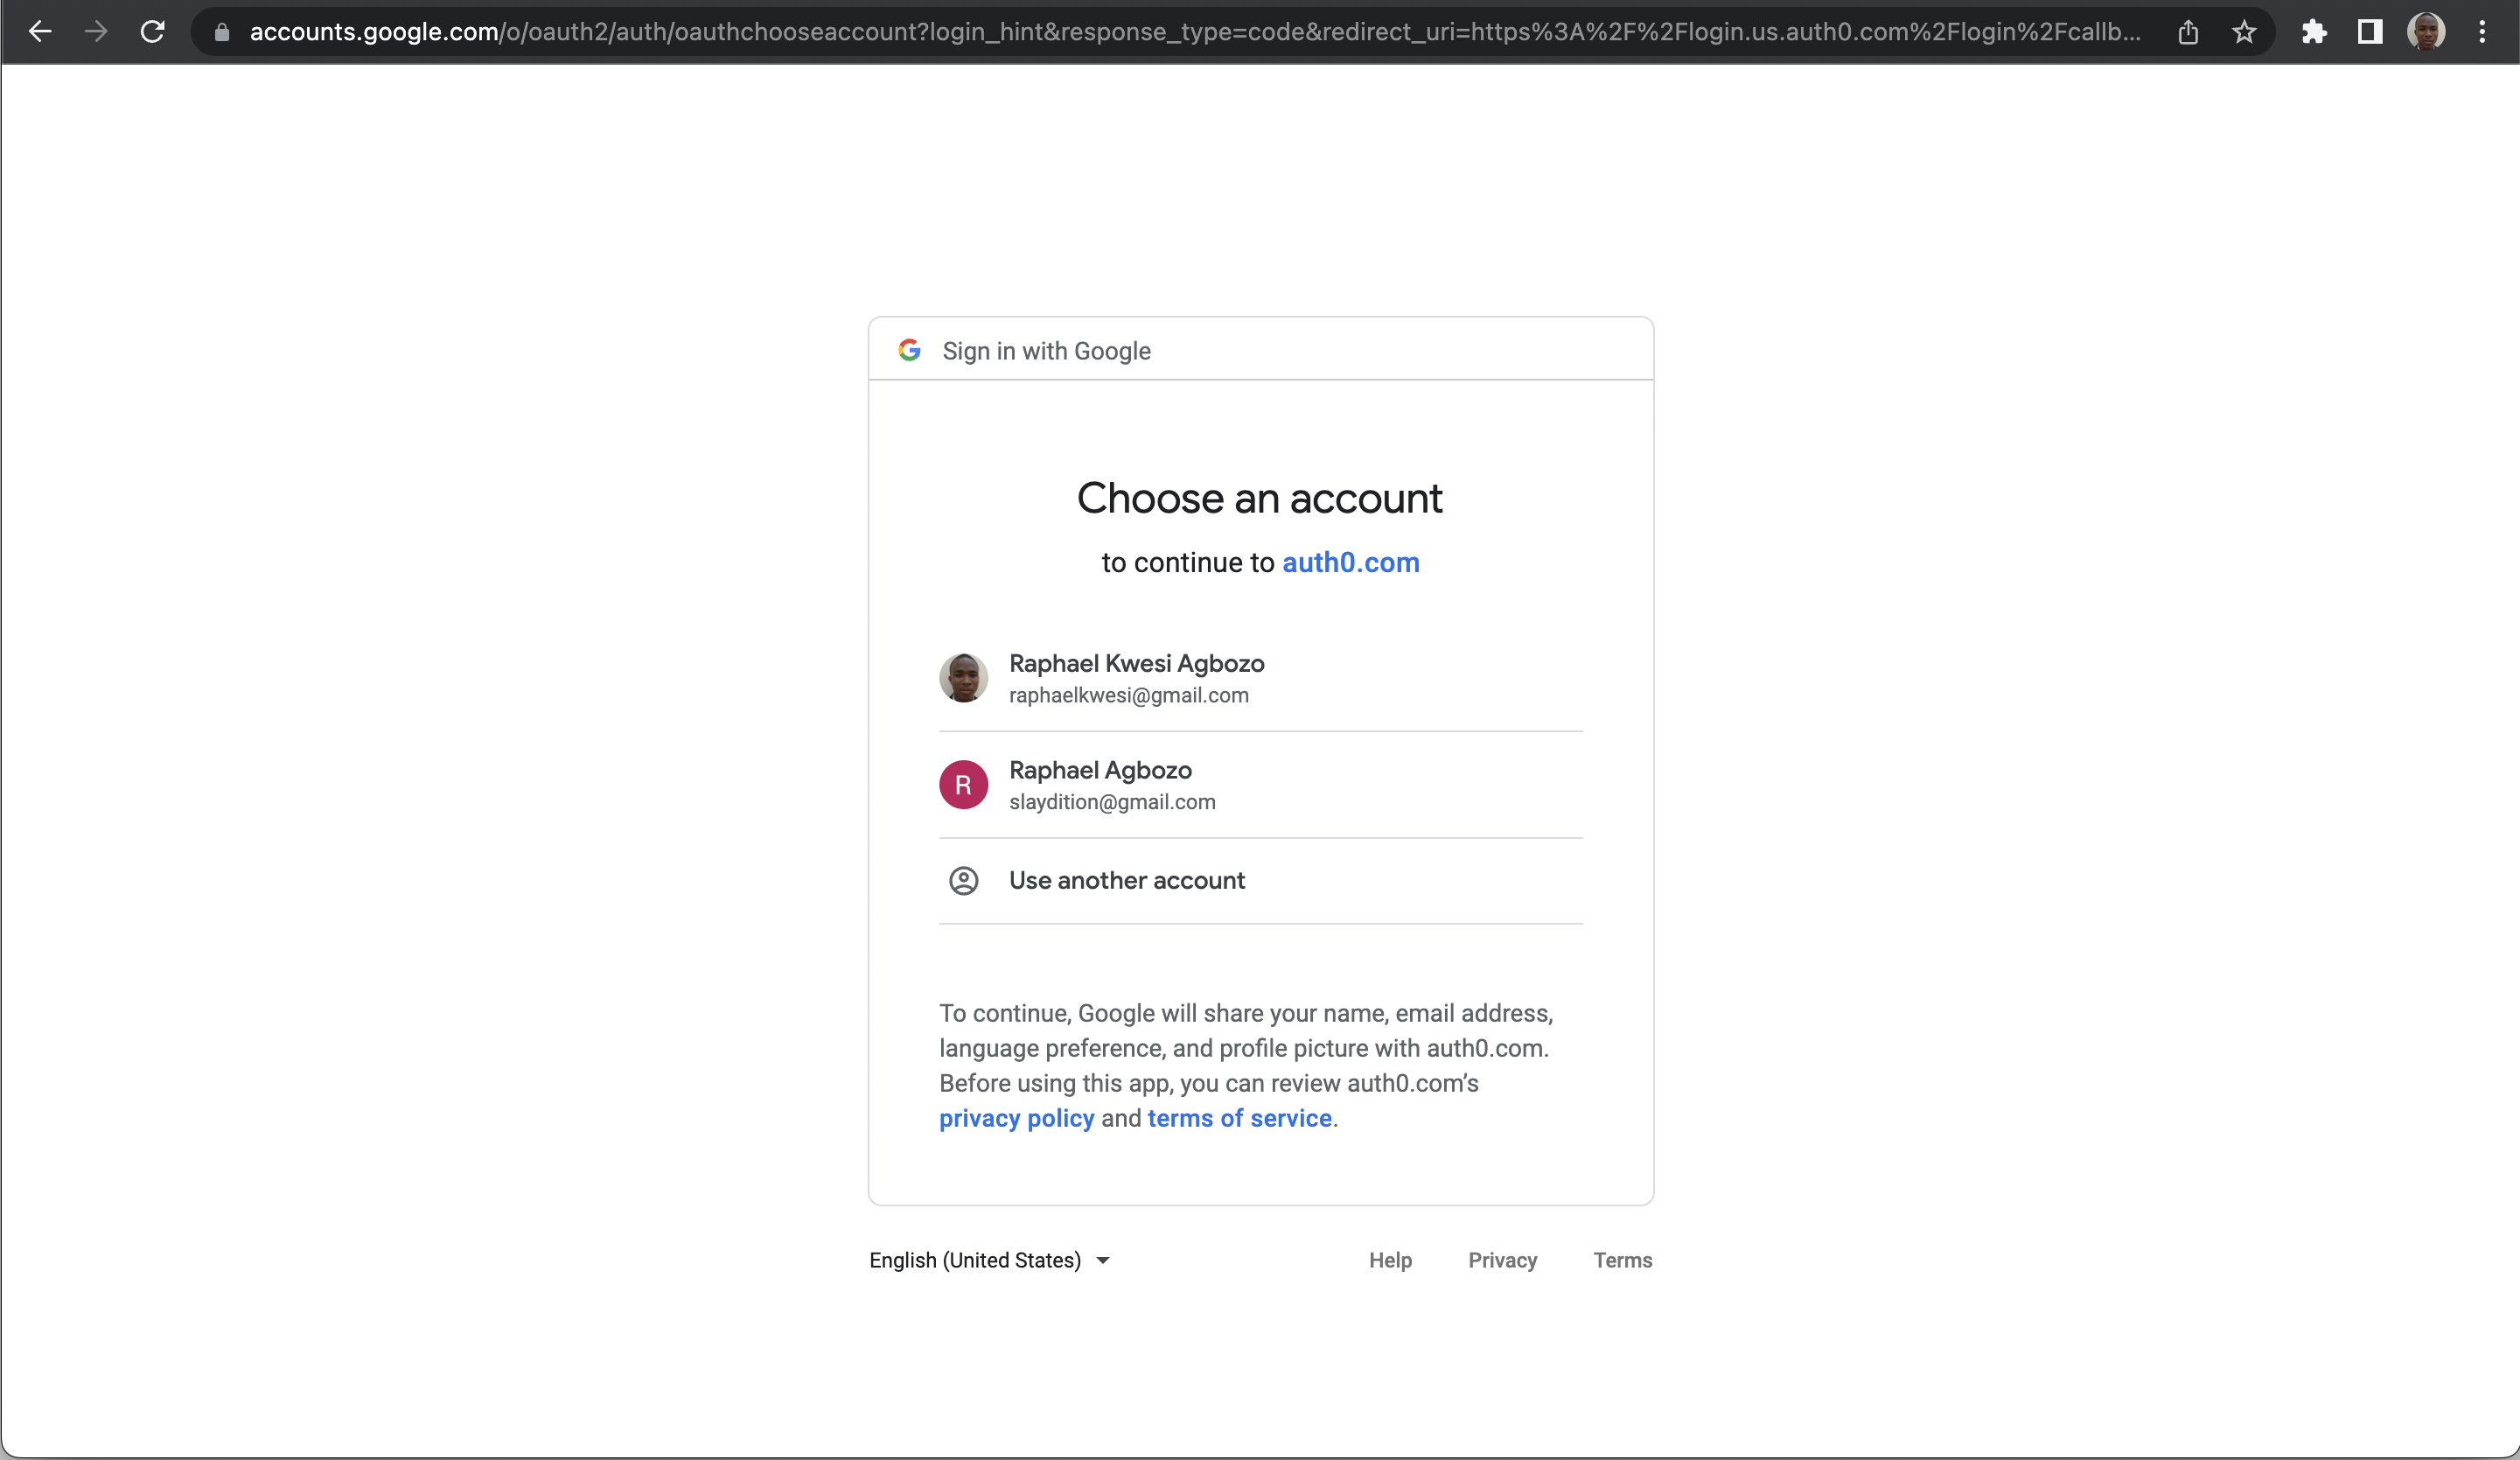 accounts.google.com/o/oauth2/auth/oauthchooseaccount?login_hint&response_type=code&redirect_uri=https%3A%2F%2Flogin.us.auth0.com%2Flogin%2Fcallb...
Sign in with Google
Choose an account
to continue to auth0.com
Raphael Kwesi Agbozo
raphaelkwesi@gmail.com
R
Raphael Agbozo
slaydition@gmail.com
Use another account
To continue, Google will share your name, email address,
language preference, and profile picture with auth0.com.
Before using this app, you can review auth0.com’s
privacy policy and terms of service.
English (United States)
Help Privacy Terms